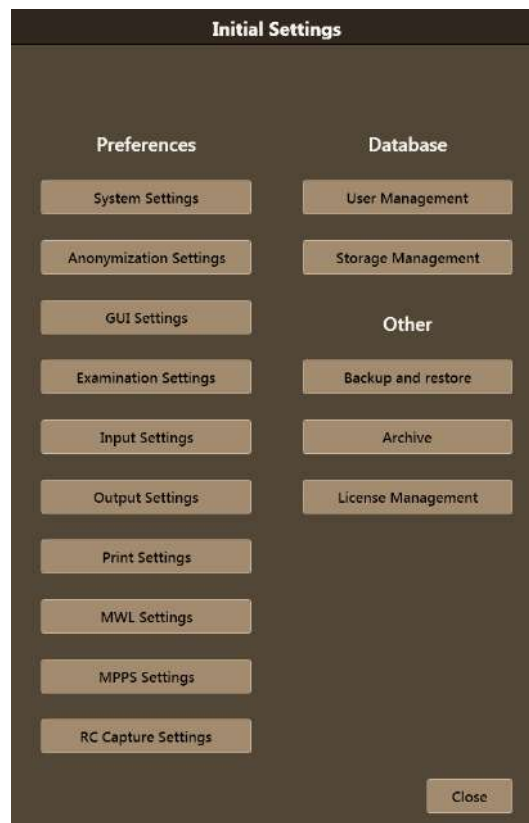 Initial Settings
Preferences
System Settings
Anonymization Settings
GUI Settings
Examination Settings
Input Settings
Output Settings
Print Settings
MWL Settings
MPPS Settings
RC Capture Settings
Database
User Management
Storage Management
Other
Backup and restore
Archive
License Management
Close